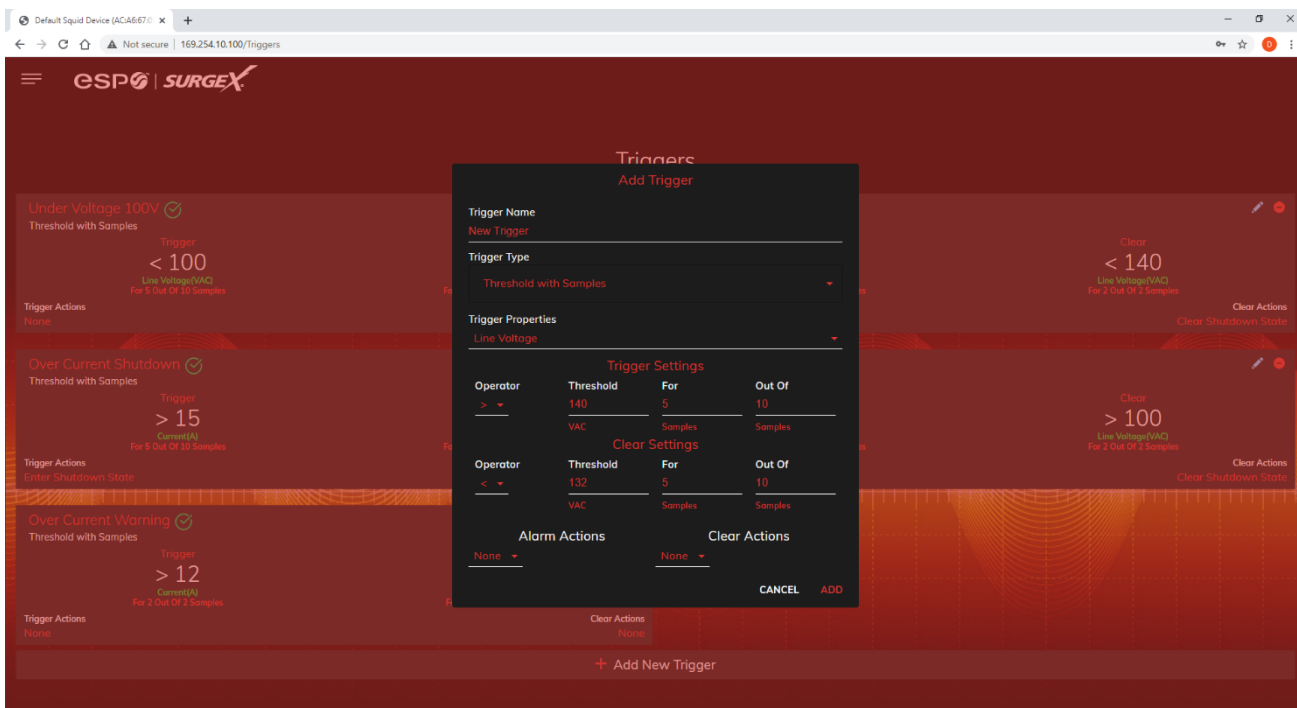 Default Squid Device (AC:A6:67:0
Not secure | 169.254.10.100/Triggers
D
esp | SURGEX
Triggers
Under Voltage 100V
Threshold with Samples
Trigger
< 100
Line Voltage(VAC)
For 5 Out Of 10 Samples
Trigger Actions
None
Clear
< 140
Line Voltage(VAC)
For 2 Out Of 2 Samples
Clear Actions
Clear Shutdown State
Over Current Shutdown
Threshold with Samples
Trigger
> 15
Current(A)
For 5 Out Of 10 Samples
Trigger Actions
Enter Shutdown State
Clear
> 100
Line Voltage(VAC)
For 2 Out Of 2 Samples
Clear Actions
Clear Shutdown State
Over Current Warning
Threshold with Samples
Trigger
> 12
Current(A)
For 2 Out Of 2 Samples
Trigger Actions
None
Clear Actions
None
+ Add New Trigger
Add Trigger
Trigger Name
New Trigger
Trigger Type
Threshold with Samples
Trigger Properties
Line Voltage
Trigger Settings
Operator Threshold For Out Of
> 140 5 10
VAC Samples Samples
Clear Settings
Operator Threshold For Out Of
< 132 5 10
VAC Samples Samples
Alarm Actions Clear Actions
None None
CANCEL ADD